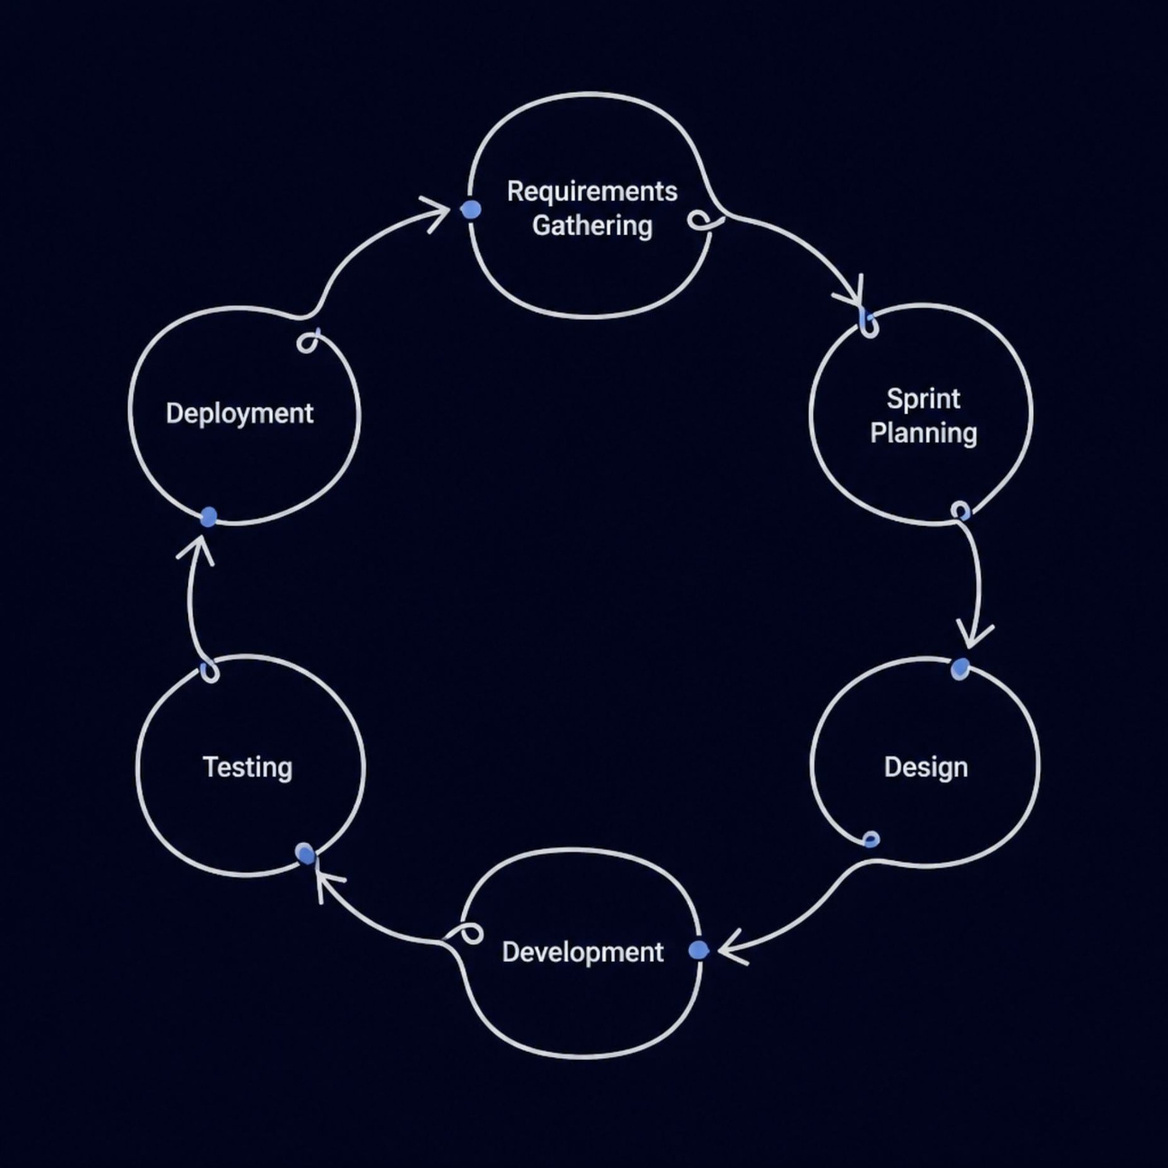 Requirements
Gathering
Sprint
Planning
Design
Development
Testing
Deployment